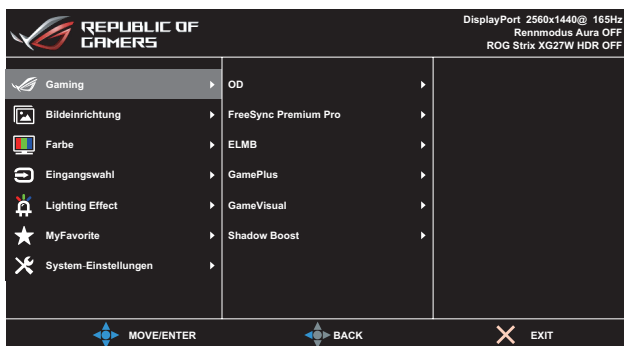 REPUBLIC OF
GAMERS
DisplayPort 2560x1440@ 165Hz
Rennmodus Aura OFF
ROG Strix XG27W HDR OFF
Gaming
Bildeinrichtung
Farbe
Eingangswahl
Lighting Effect
MyFavorite
System-Einstellungen
OD
FreeSync Premium Pro
ELMB
GamePlus
GameVisual
Shadow Boost
MOVE/ENTER
BACK
EXIT